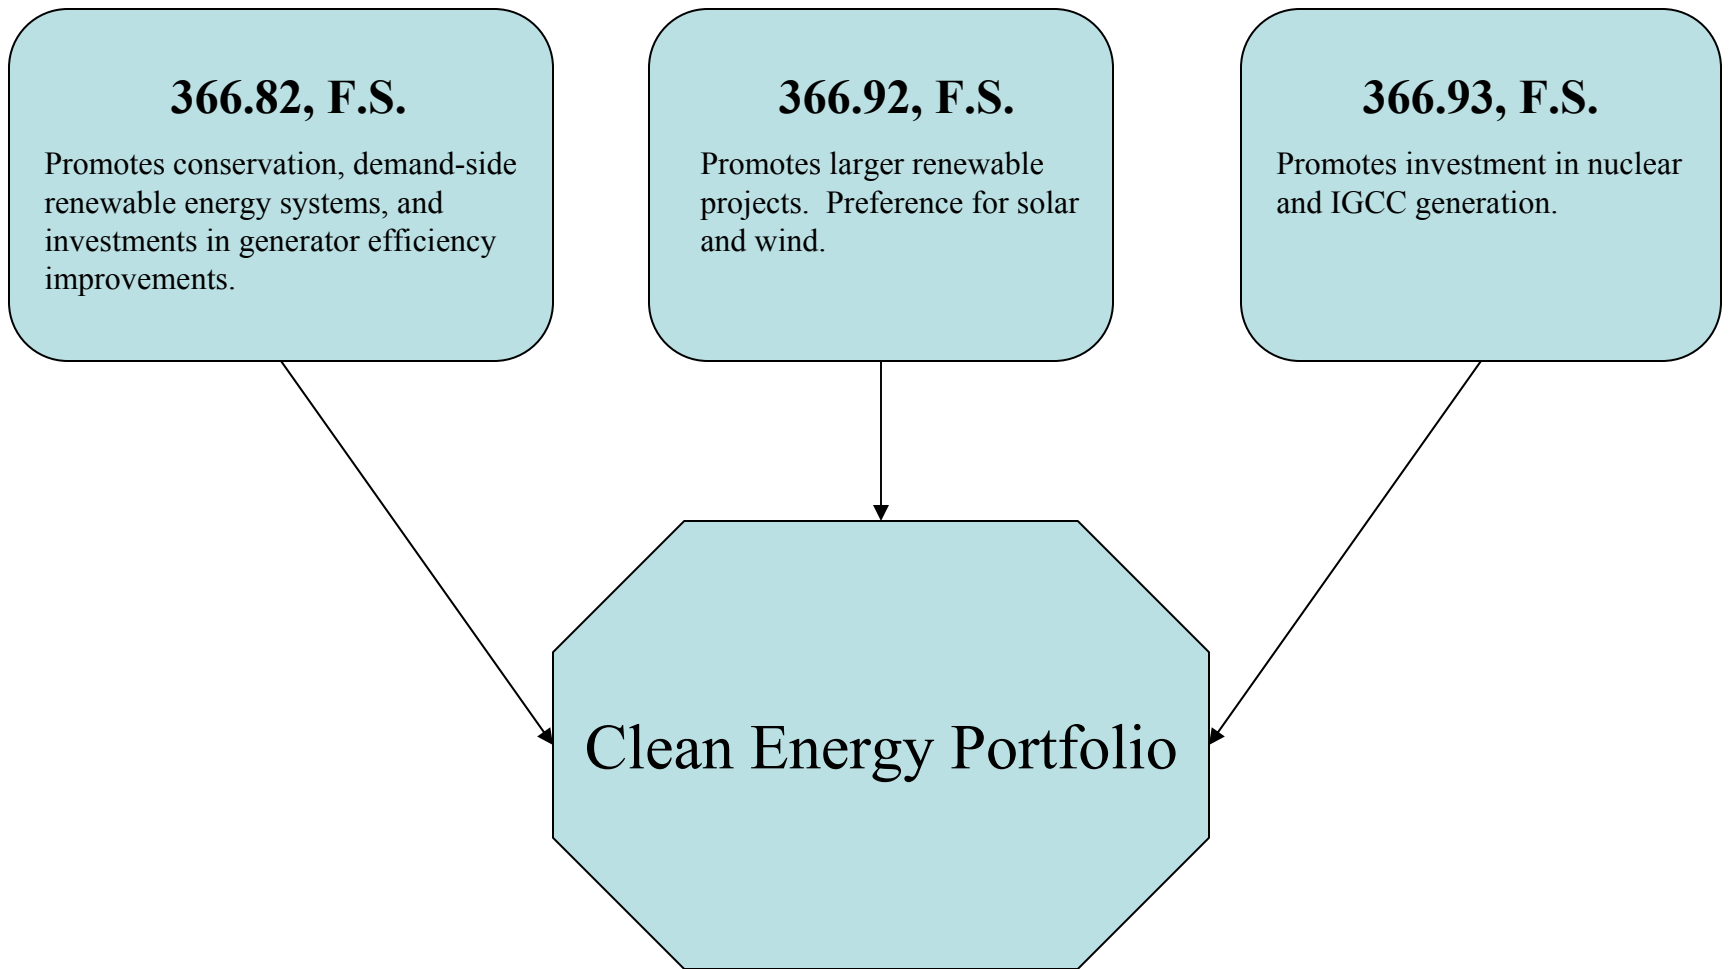 366.82, F.S.
Promotes conservation, demand-side
renewable energy systems, and
investments in generator efficiency
improvements.
366.92, F.S.
Promotes larger renewable
projects.  Preference for solar
and wind.
366.93, F.S.
Promotes investment in nuclear
and IGCC generation.
Clean Energy Portfolio